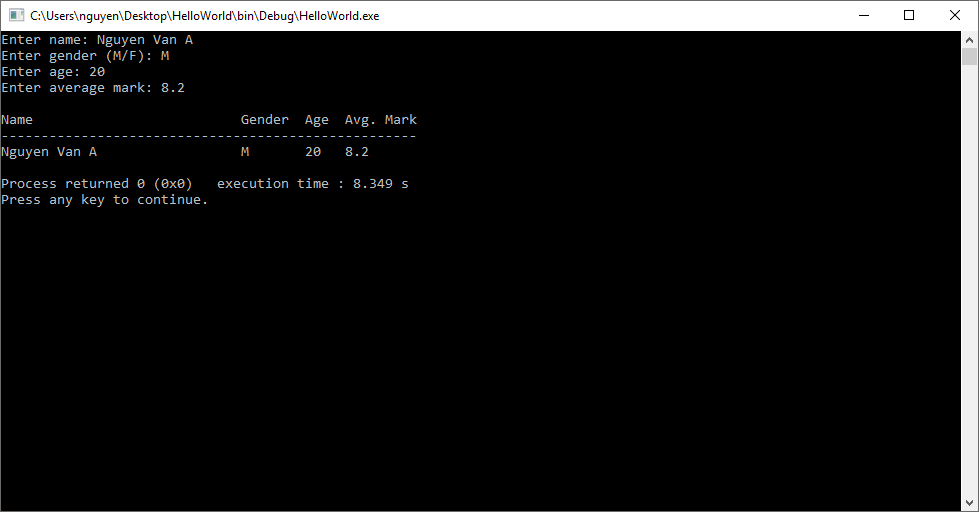 C:\Users\nguyen\Desktop\HelloWorld\bin\Debug\HelloWorld.exe
Enter name: Nguyen Van A
Enter gender (M/F): M
Enter age: 20
Enter average mark: 8.2
Name                          Gender  Age  Avg. Mark
----------------------------------------------------
Nguyen Van A                  M       20   8.2
Process returned 0 (0x0)   execution time : 8.349 s
Press any key to continue.